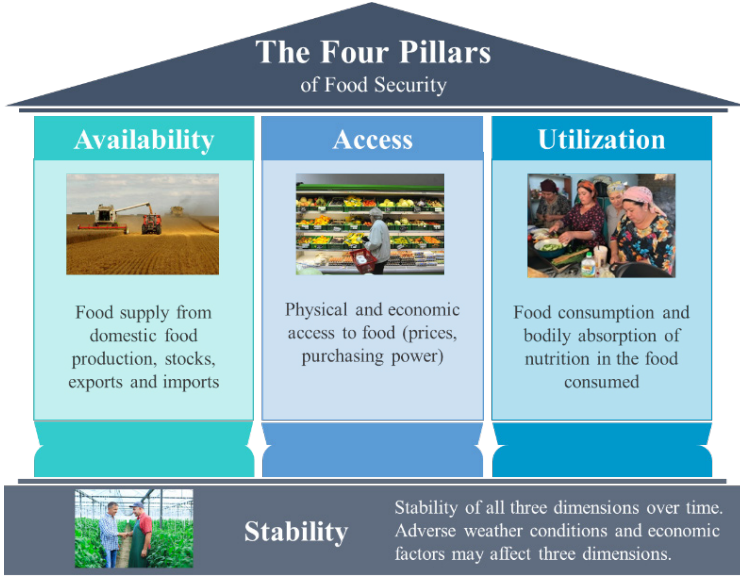 The Four Pillars
of Food Security
Availability
Food supply from
domestic food
production, stocks,
exports and imports
Access
Physical and economic
access to food (prices,
purchasing power)
Utilization
Food consumption and
bodily absorption of
nutrition in the food
consumed
Stability
Stability of all three dimensions over time.
Adverse weather conditions and economic
factors may affect three dimensions.